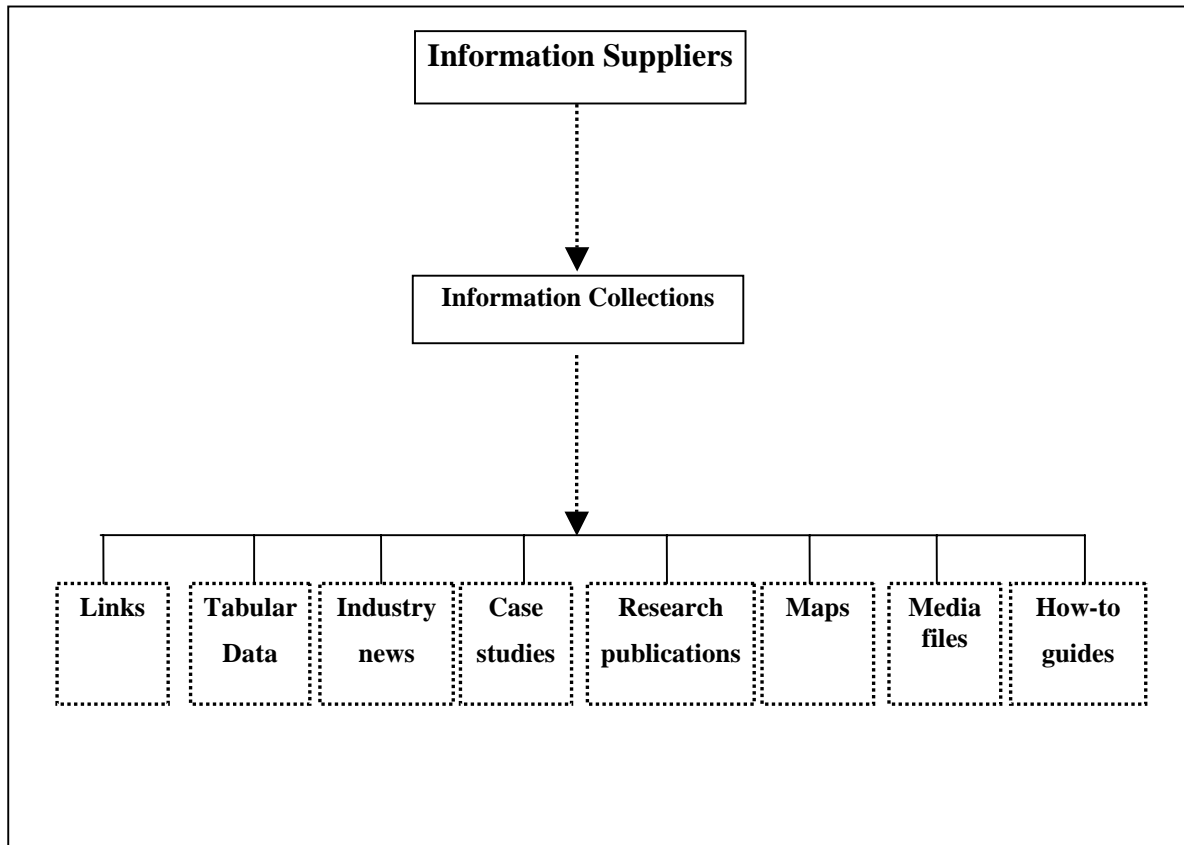 Information Suppliers
Information Collections
Links
Tabular
Data
Industry
news
Case
studies
Research
publications
Maps
Media
files
How-to
guides